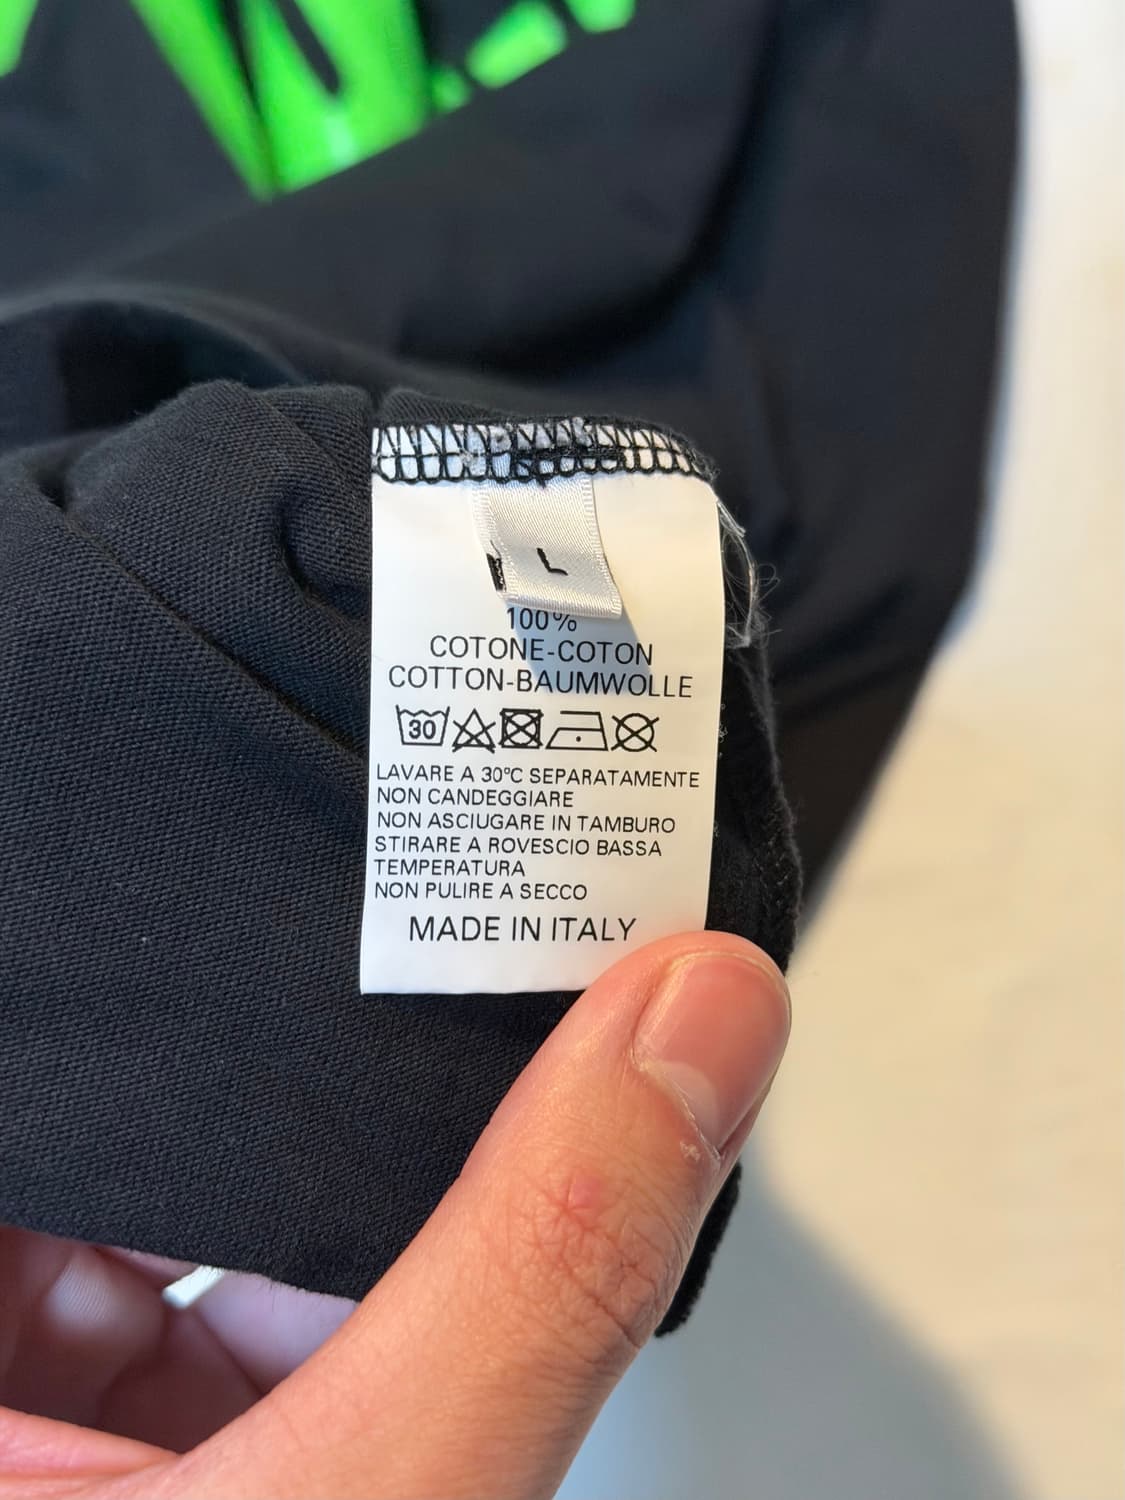 L
100%
COTONE-COTON
COTTON-BAUMWOLLE
30
LAVARE A 30°C SEPARATAMENTE
NON CANDEGGIARE
NON ASCIUGARE IN TAMBURO
STIRARE A ROVESCIO BASSA
TEMPERATURA
NON PULIRE A SECCO
MADE IN ITALY